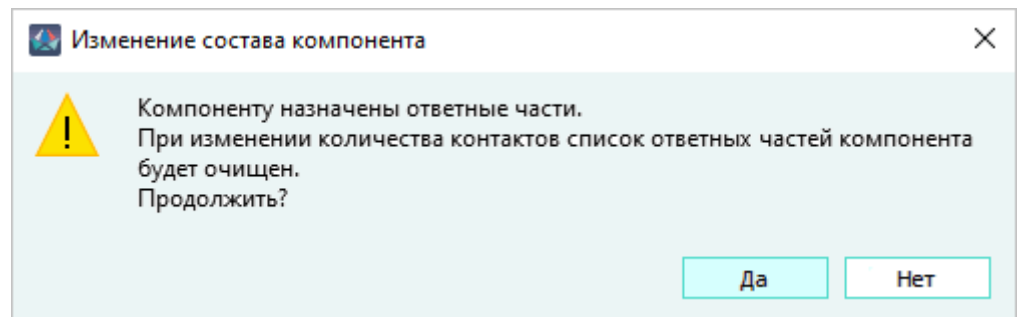 Изменение состава компонента
Компоненту назначены ответные части.
При изменении количества контактов список ответных частей компонента
будет очищен.
Продолжить?
Да Нет